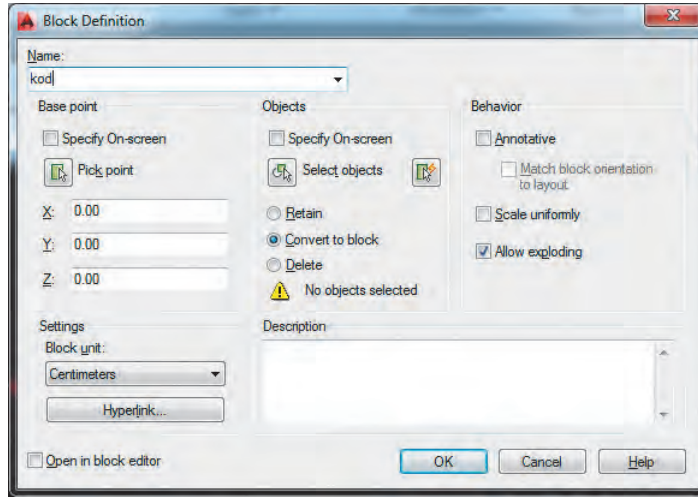 Block Definition
Name:
kod
Base point
Specify On-screen
Pick point
X: 0.00
Y: 0.00
Z: 0.00
Objects
Specify On-screen
Select objects
Retain
Convert to block
Delete
No objects selected
Behavior
Annotative
Match block orientation
to layout
Scale uniformly
Allow exploding
Settings
Block unit:
Centimeters
Hyperlink...
Description
Open in block editor
OK
Cancel
Help